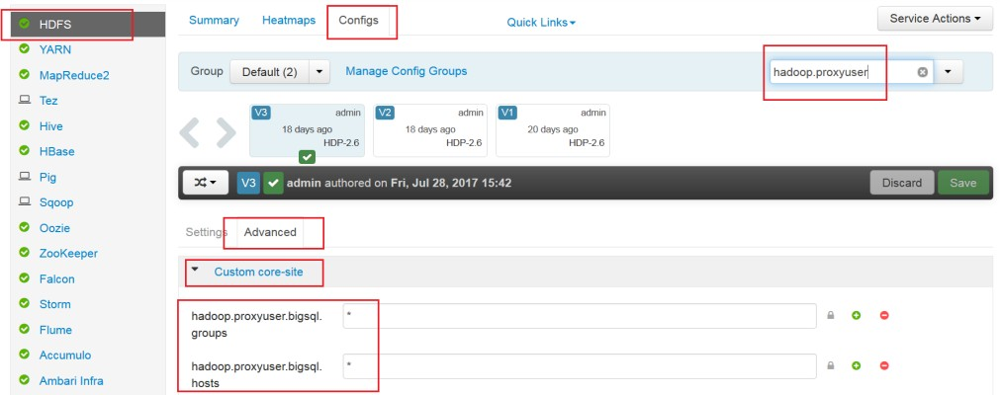 HDFS
YARN
MapReduce2
Tez
Hive
HBase
Pig
Sqoop
Oozie
ZooKeeper
Falcon
Storm
Flume
Accumulo
Ambari Infra
Summary Heatmaps Configs Quick Links Service Actions
Group Default (2) Manage Config Groups hadoop.proxyuser
V3 admin
18 days ago
HDP-2.6
V2 admin
18 days ago
HDP-2.6
V1 admin
20 days ago
HDP-2.6
V3 admin authored on Fri, Jul 28, 2017 15:42 Discard Save
Settings Advanced
Custom core-site
hadoop.proxyuser.bigsql. *
groups
hadoop.proxyuser.bigsql. *
hosts